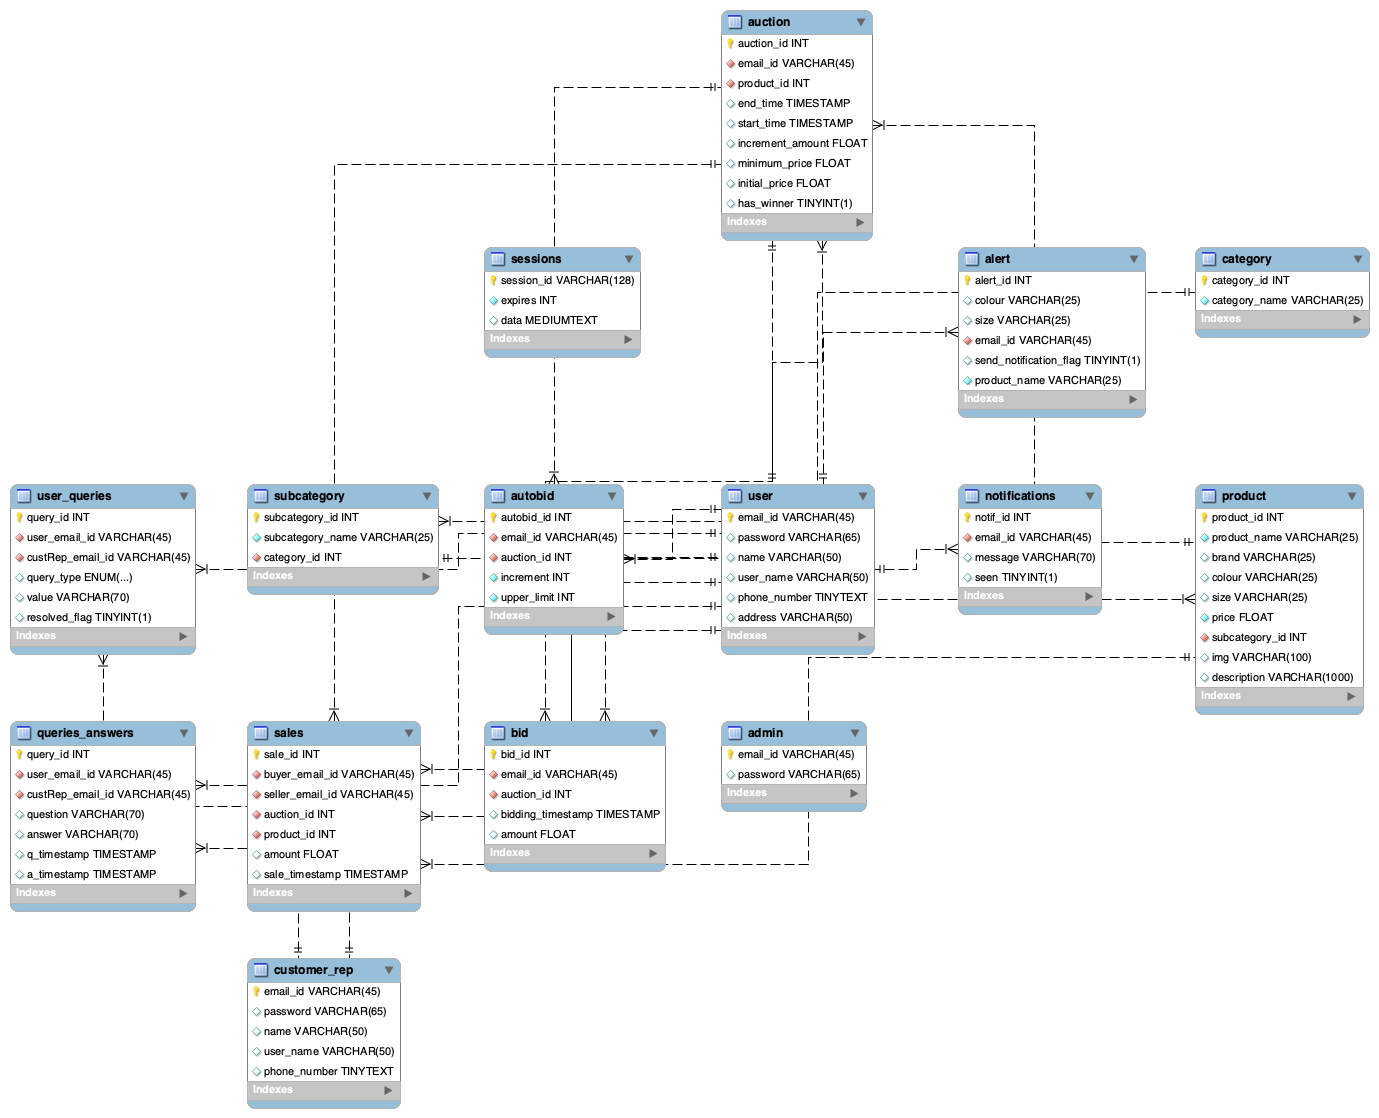 auction
auction_id INT
email_id VARCHAR(45)
product_id INT
end_time TIMESTAMP
start_time TIMESTAMP
increment_amount FLOAT
minimum_price FLOAT
initial_price FLOAT
has_winner TINYINT(1)
Indexes
sessions
session_id VARCHAR(128)
expires INT
data MEDIUMTEXT
Indexes
alert
alert_id INT
colour VARCHAR(25)
size VARCHAR(25)
email_id VARCHAR(45)
send_notification_flag TINYINT(1)
product_name VARCHAR(25)
Indexes
category
category_id INT
category_name VARCHAR(25)
Indexes
user_queries
query_id INT
user_email_id VARCHAR(45)
custRep_email_id VARCHAR(45)
query_type ENUM(...)
value VARCHAR(70)
resolved_flag TINYINT(1)
Indexes
subcategory
subcategory_id INT
subcategory_name VARCHAR(25)
category_id INT
Indexes
autobid
autobid_id INT
email_id VARCHAR(45)
auction_id INT
increment INT
upper_limit INT
Indexes
user
email_id VARCHAR(45)
password VARCHAR(65)
name VARCHAR(50)
user_name VARCHAR(50)
phone_number TINYTEXT
address VARCHAR(50)
Indexes
notifications
notif_id INT
email_id VARCHAR(45)
message VARCHAR(70)
seen TINYINT(1)
Indexes
product
product_id INT
product_name VARCHAR(25)
brand VARCHAR(25)
colour VARCHAR(25)
size VARCHAR(25)
price FLOAT
subcategory_id INT
img VARCHAR(100)
description VARCHAR(1000)
Indexes
queries_answers
query_id INT
user_email_id VARCHAR(45)
custRep_email_id VARCHAR(45)
question VARCHAR(70)
answer VARCHAR(70)
q_timestamp TIMESTAMP
a_timestamp TIMESTAMP
Indexes
sales
sale_id INT
buyer_email_id VARCHAR(45)
seller_email_id VARCHAR(45)
auction_id INT
product_id INT
amount FLOAT
sale_timestamp TIMESTAMP
Indexes
bid
bid_id INT
email_id VARCHAR(45)
auction_id INT
bidding_timestamp TIMESTAMP
amount FLOAT
Indexes
admin
email_id VARCHAR(45)
password VARCHAR(65)
Indexes
customer_rep
email_id VARCHAR(45)
password VARCHAR(65)
name VARCHAR(50)
user_name VARCHAR(50)
phone_number TINYTEXT
Indexes